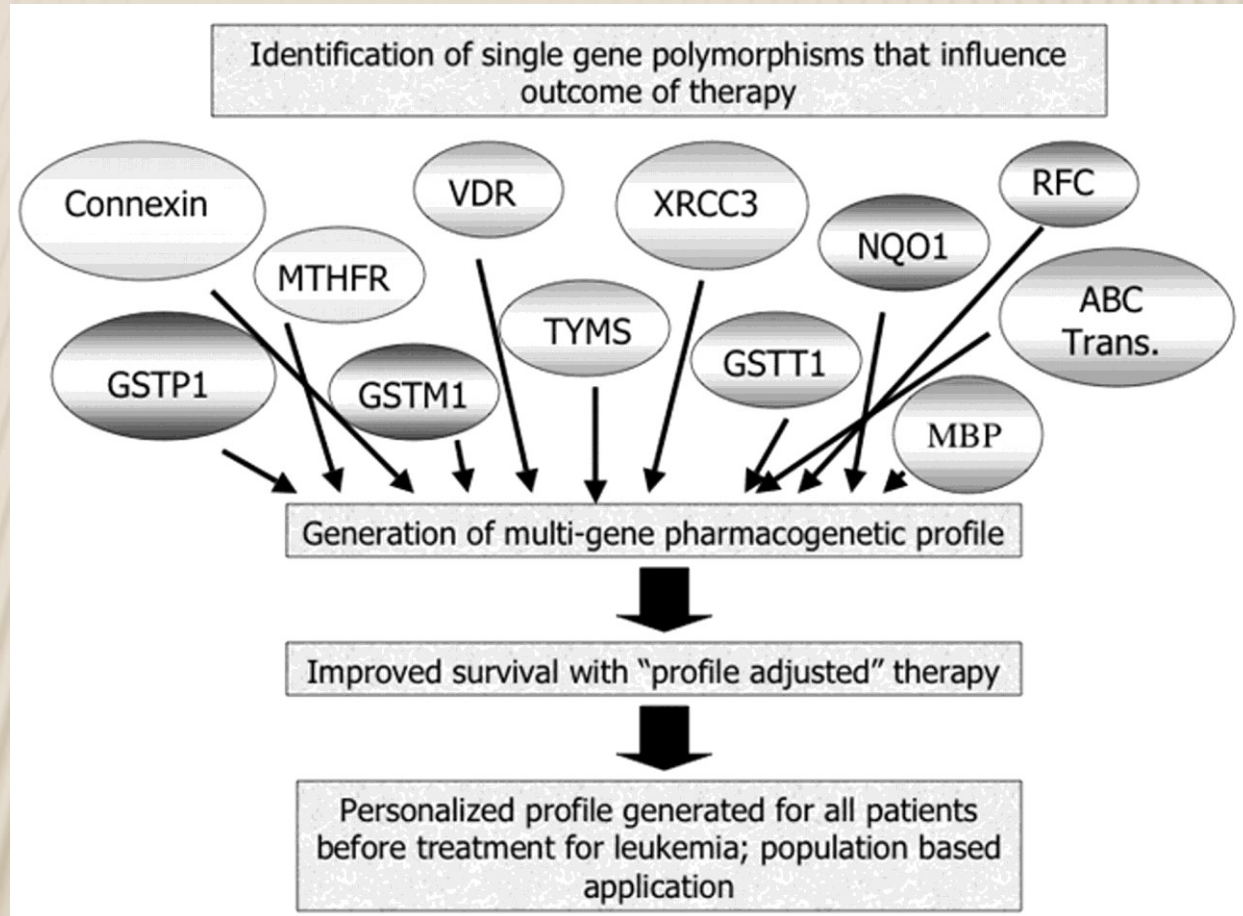 Identification of single gene polymorphisms that influence
outcome of therapy
Connexin
VDR
XRCC3
RFC
MTHFR
NQO1
GSTP1
GSTM1
TYMS
GSTT1
ABC
Trans.
MBP
Generation of multi-gene pharmacogenetic profile
Improved survival with “profile adjusted” therapy
Personalized profile generated for all patients
before treatment for leukemia; population based
application